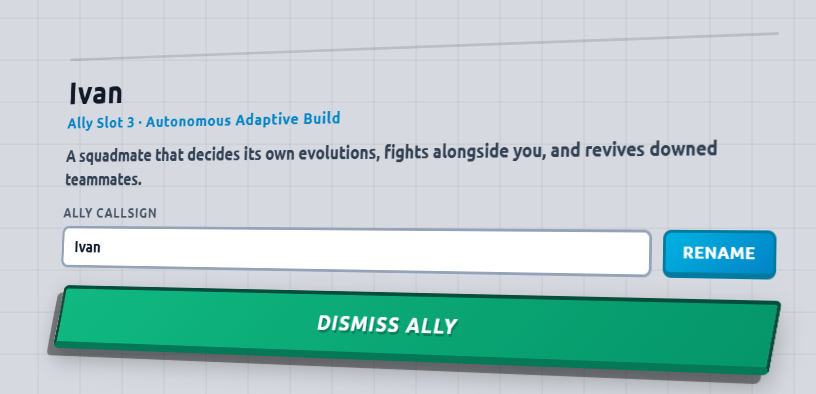 Ivan
Ally Slot 3 · Autonomous Adaptive Build
A squadmate that decides its own evolutions, fights alongside you, and revives downed
teammates.
ALLY CALLSIGN
Ivan
RENAME
DISMISS ALLY